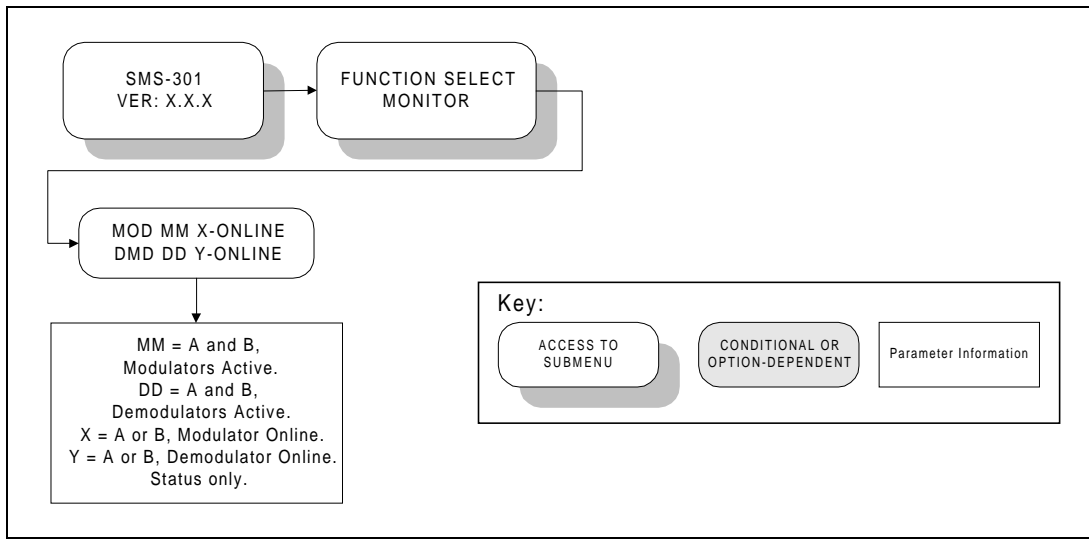 SMS-301
VER: X.X.X
FUNCTION SELECT
MONITOR
MOD MM X-ONLINE
DMD DD Y-ONLINE
MM = A and B,
Modulators Active.
DD = A and B,
Demodulators Active.
X = A or B, Modulator Online.
Y = A or B, Demodulator Online.
Status only.
Key:
ACCESS TO
SUBMENU
CONDITIONAL OR
OPTION-DEPENDENT
Parameter Information